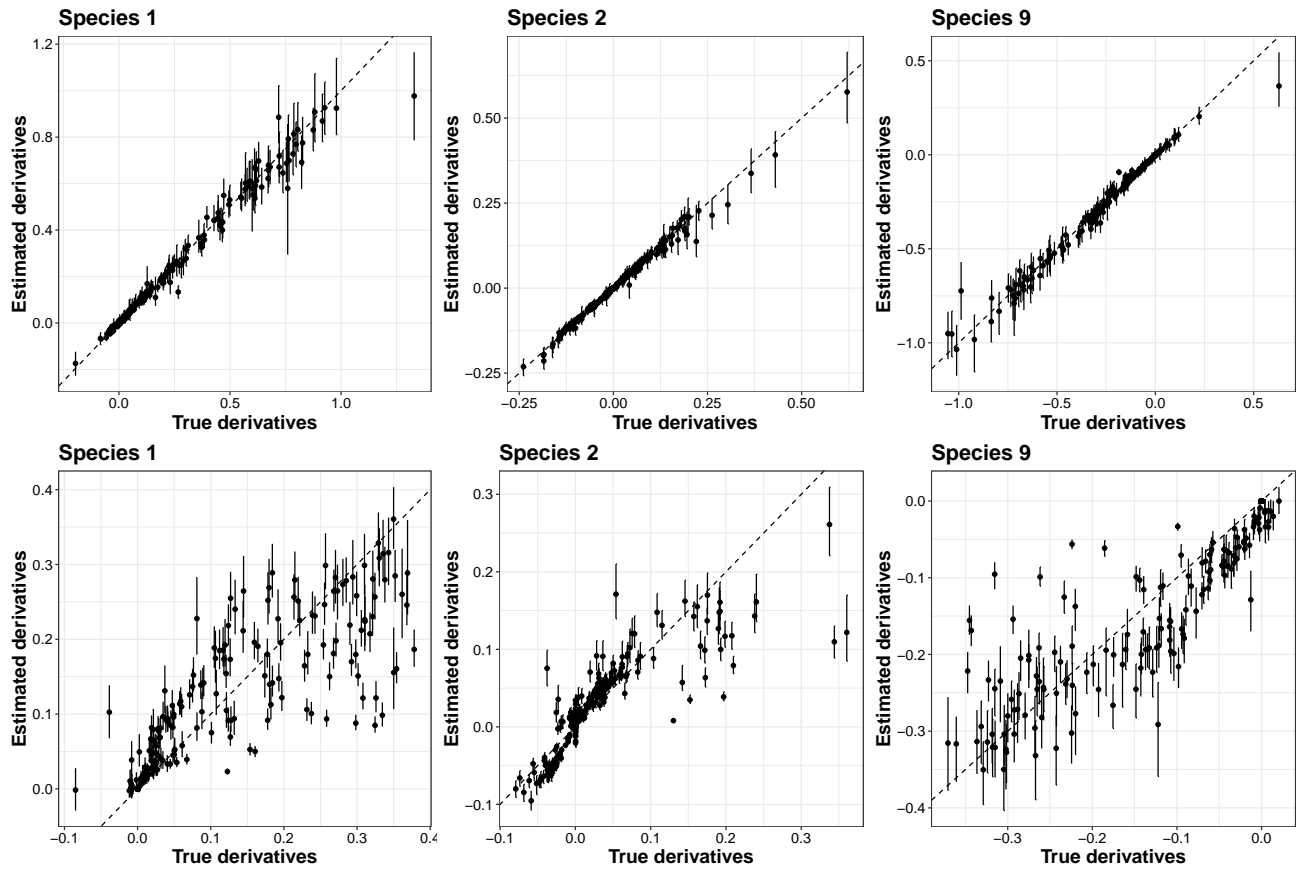 Species 1
Species 2
Species 9
1.2
0.8
0.4
0.0
Estimated derivatives
0.0
0.5
1.0
True derivatives
0.50
0.25
0.00
−0.25
Estimated derivatives
−0.25
0.00
0.25
0.50
True derivatives
0.5
0.0
−0.5
−1.0
Estimated derivatives
−1.0
−0.5
0.0
0.5
True derivatives
Species 1
Species 2
Species 9
0.4
0.3
0.2
0.1
0.0
Estimated derivatives
−0.1
0.0
0.1
0.2
0.3
0.4
True derivatives
0.3
0.2
0.1
0.0
−0.1
Estimated derivatives
−0.1
0.0
0.1
0.2
0.3
True derivatives
0.0
−0.1
−0.2
−0.3
−0.4
Estimated derivatives
−0.3
−0.2
−0.1
0.0
True derivatives